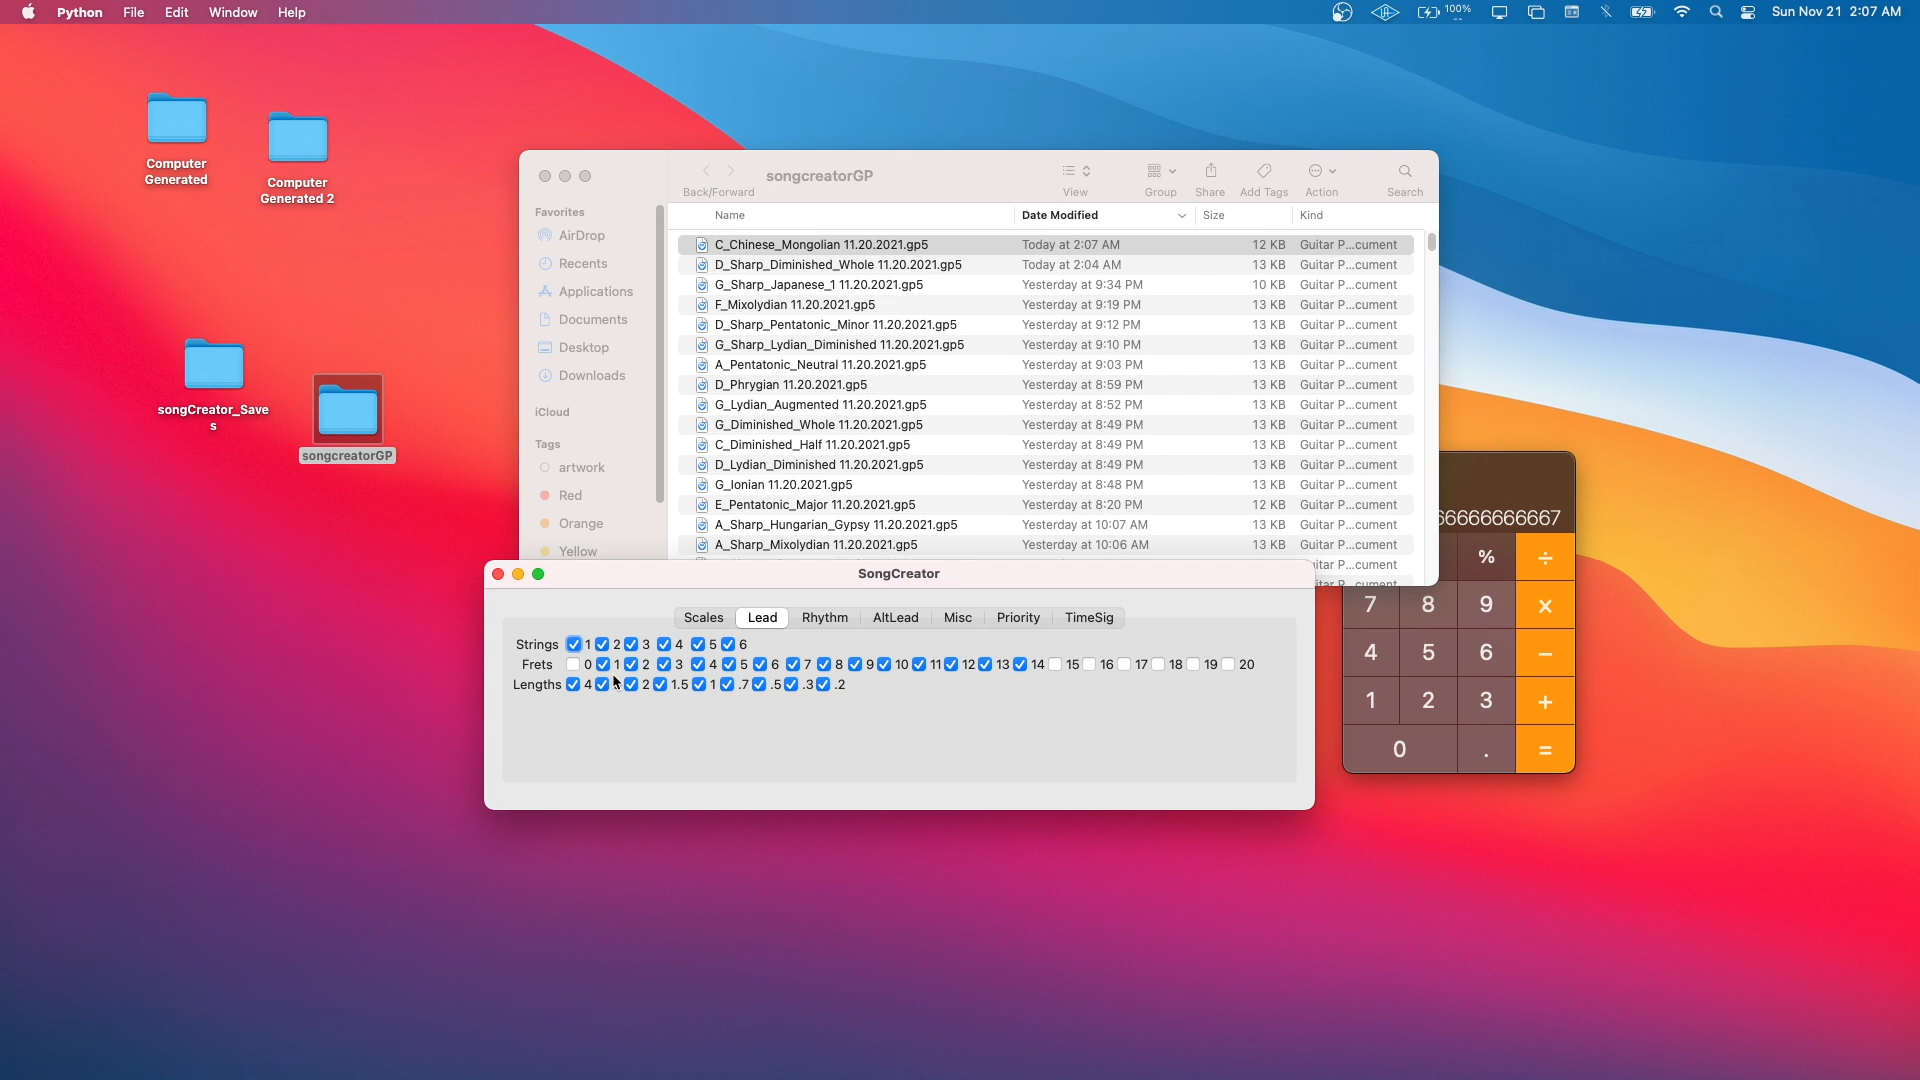 Python File Edit Window Help
100%
Sun Nov 21 2:07 AM
Computer
Generated
Computer
Generated 2
songCreator_Save
s
songcreatorGP
songcreatorGP
Back/Forward
View
Group
Share
Add Tags
Action
Search
Favorites
AirDrop
Recents
Applications
Documents
Desktop
Downloads
iCloud
Tags
artwork
Red
Orange
Yellow
Name Date Modified Size Kind
C_Chinese_Mongolian 11.20.2021.gp5 Today at 2:07 AM 12 KB Guitar P...cument
D_Sharp_Diminished_Whole 11.20.2021.gp5 Today at 2:04 AM 13 KB Guitar P...cument
G_Sharp_Japanese_1 11.20.2021.gp5 Yesterday at 9:34 PM 10 KB Guitar P...cument
F_Mixolydian 11.20.2021.gp5 Yesterday at 9:19 PM 13 KB Guitar P...cument
D_Sharp_Pentatonic_Minor 11.20.2021.gp5 Yesterday at 9:12 PM 13 KB Guitar P...cument
G_Sharp_Lydian_Diminished 11.20.2021.gp5 Yesterday at 9:10 PM 13 KB Guitar P...cument
A_Pentatonic_Neutral 11.20.2021.gp5 Yesterday at 9:03 PM 13 KB Guitar P...cument
D_Phrygian 11.20.2021.gp5 Yesterday at 8:59 PM 13 KB Guitar P...cument
G_Lydian_Augmented 11.20.2021.gp5 Yesterday at 8:52 PM 13 KB Guitar P...cument
G_Diminished_Whole 11.20.2021.gp5 Yesterday at 8:49 PM 13 KB Guitar P...cument
C_Diminished_Half 11.20.2021.gp5 Yesterday at 8:49 PM 13 KB Guitar P...cument
D_Lydian_Diminished 11.20.2021.gp5 Yesterday at 8:49 PM 13 KB Guitar P...cument
G_Ionian 11.20.2021.gp5 Yesterday at 8:48 PM 13 KB Guitar P...cument
E_Pentatonic_Major 11.20.2021.gp5 Yesterday at 8:20 PM 12 KB Guitar P...cument
A_Sharp_Hungarian_Gypsy 11.20.2021.gp5 Yesterday at 10:07 AM 13 KB Guitar P...cument
A_Sharp_Mixolydian 11.20.2021.gp5 Yesterday at 10:06 AM 13 KB Guitar P...cument
SongCreator
Scales Lead Rhythm AltLead Misc Priority TimeSig
Strings 1 2 3 4 5 6
Frets 0 1 2 3 4 5 6 7 8 9 10 11 12 13 14 15 16 17 18 19 20
Lengths 4 2 1.5 1 .7 .5 .3 .2
66666666667
% ÷
7 8 9 ×
4 5 6 −
1 2 3 +
0 . =